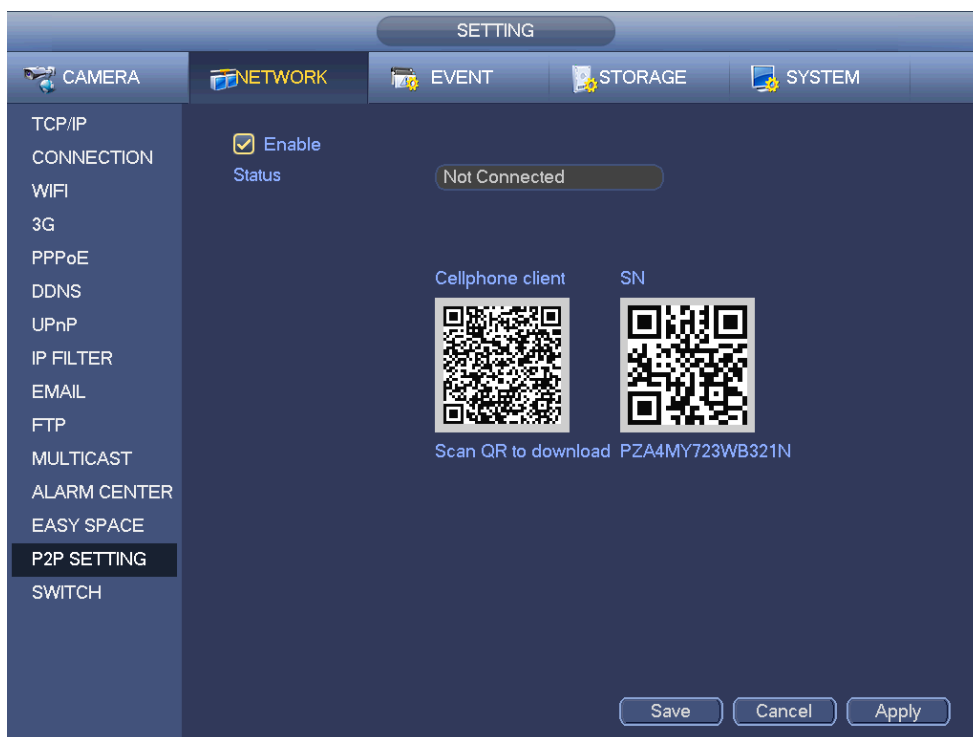 SETTING
CAMERA NETWORK EVENT STORAGE SYSTEM
TCP/IP
CONNECTION
WIFI
3G
PPPoE
DDNS
UPnP
IP FILTER
EMAIL
FTP
MULTICAST
ALARM CENTER
EASY SPACE
P2P SETTING
SWITCH
Enable
Status Not Connected
Cellphone client SN
Scan QR to download PZA4MY723WB321N
Save Cancel Apply